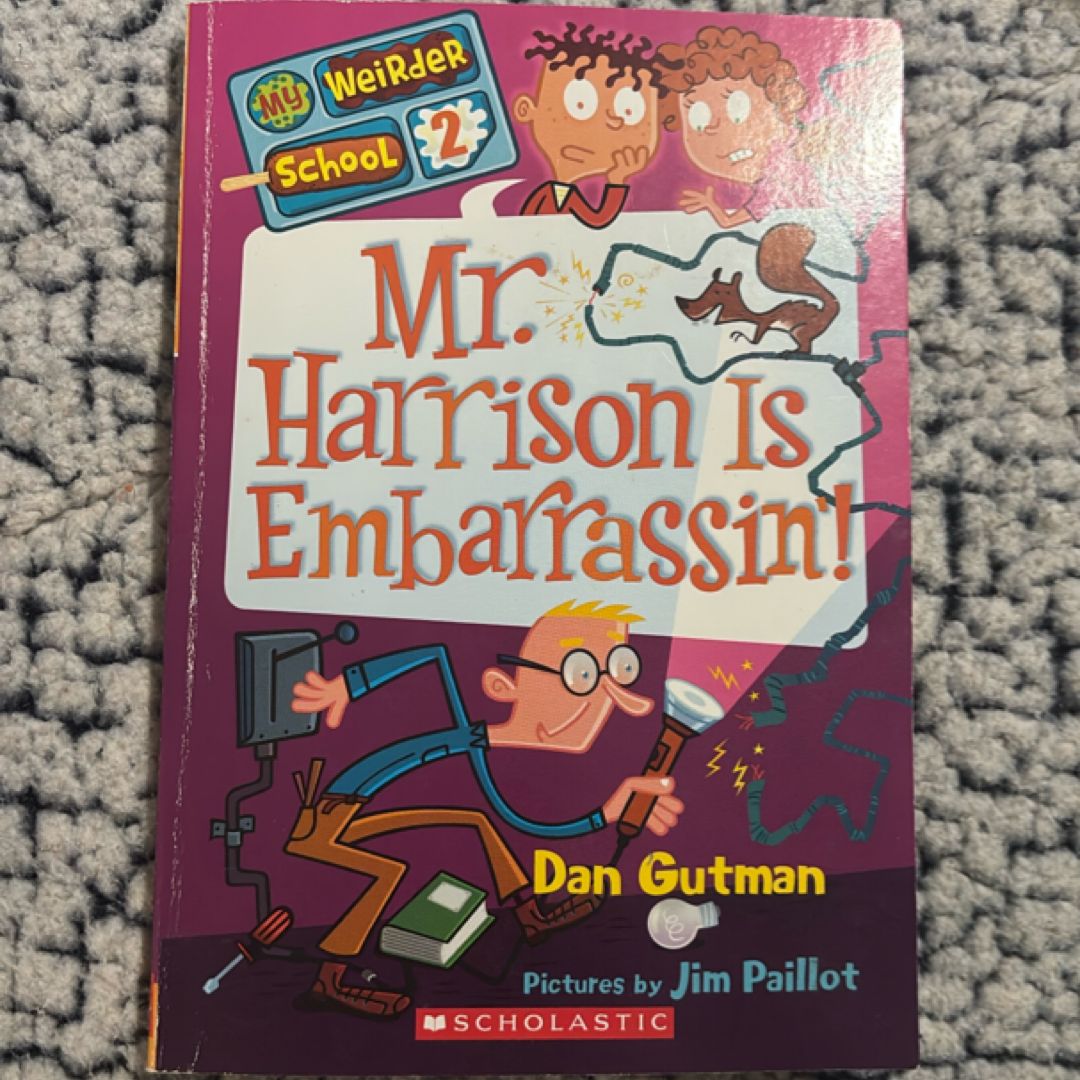 My
WeiRdeR
School
2
Mr.
Harrison Is
Embarrassin'!
Dan Gutman
Pictures by Jim Paillot
SCHOLASTIC